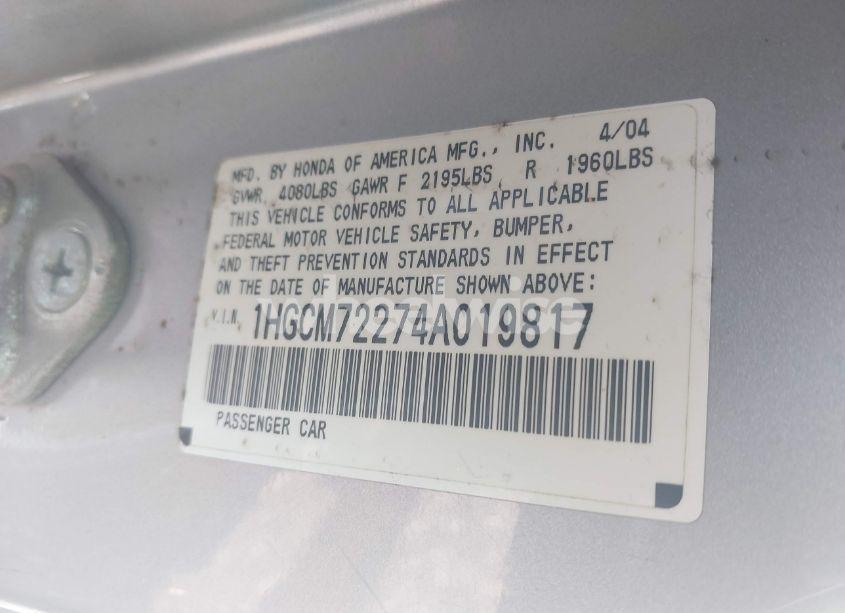 MFD. BY HONDA OF AMERICA MFG., INC. 4/04
GVWR. 4080LBS GAWR F 2195LBS R 1960LBS
THIS VEHICLE CONFORMS TO ALL APPLICABLE
FEDERAL MOTOR VEHICLE SAFETY, BUMPER,
AND THEFT PREVENTION STANDARDS IN EFFECT
ON THE DATE OF MANUFACTURE SHOWN ABOVE:
V.I.N. 1HGCM72274A019817
PASSENGER CAR